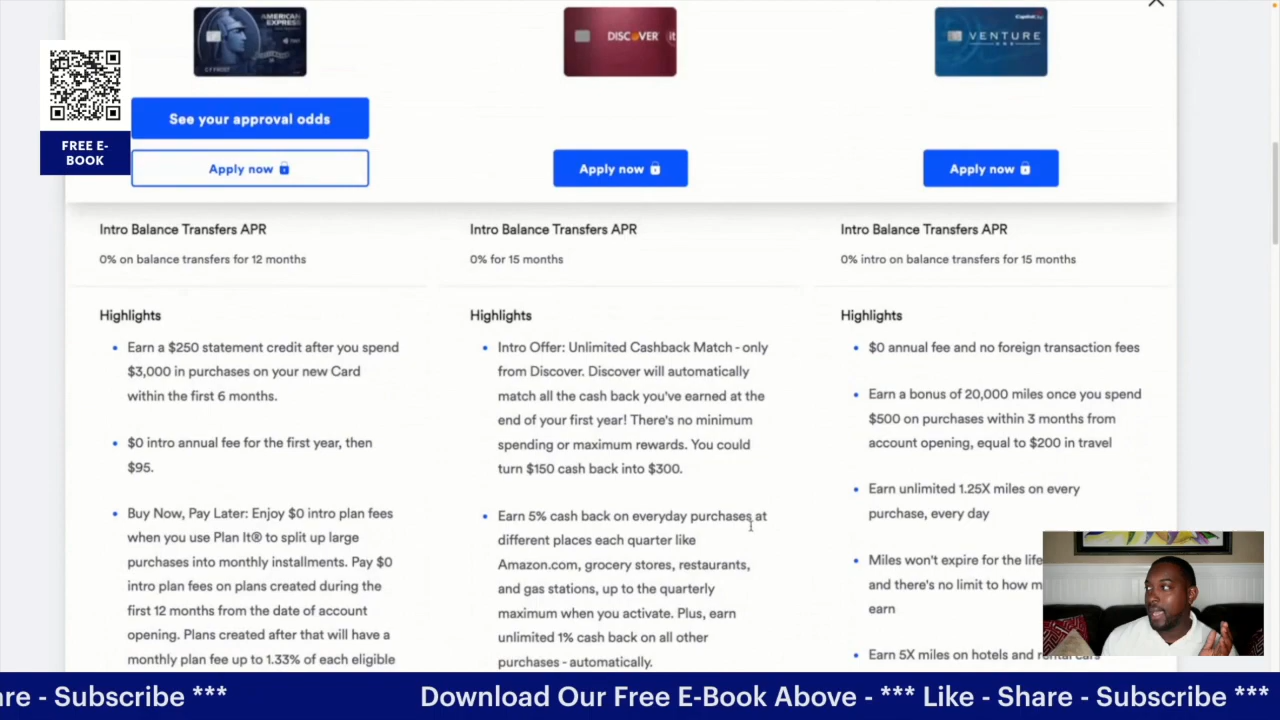 AMERICAN
EXPRESS
DISCOVER it
Capital One
VENTURE
FREE E-
BOOK
See your approval odds
Apply now
Apply now
Apply now
Intro Balance Transfers APR
0% on balance transfers for 12 months
Highlights
Earn a $250 statement credit after you spend
$3,000 in purchases on your new Card
within the first 6 months.
$0 intro annual fee for the first year, then
$95.
Buy Now, Pay Later: Enjoy $0 intro plan fees
when you use Plan It® to split up large
purchases into monthly installments. Pay $0
intro plan fees on plans created during the
first 12 months from the date of account
opening. Plans created after that will have a
monthly plan fee up to 1.33% of each eligible
Intro Balance Transfers APR
0% for 15 months
Highlights
Intro Offer: Unlimited Cashback Match - only
from Discover. Discover will automatically
match all the cash back you've earned at the
end of your first year! There's no minimum
spending or maximum rewards. You could
turn $150 cash back into $300.
Earn 5% cash back on everyday purchases at
different places each quarter like
Amazon.com, grocery stores, restaurants,
and gas stations, up to the quarterly
maximum when you activate. Plus, earn
unlimited 1% cash back on all other
purchases - automatically.
Intro Balance Transfers APR
0% intro on balance transfers for 15 months
Highlights
$0 annual fee and no foreign transaction fees
Earn a bonus of 20,000 miles once you spend
$500 on purchases within 3 months from
account opening, equal to $200 in travel
Earn unlimited 1.25X miles on every
purchase, every day
Miles won't expire for the life
and there's no limit to how m
earn
Earn 5X miles on hotels and rental cars
are - Subscribe *** Download Our Free E-Book Above - *** Like - Share - Subscribe ***